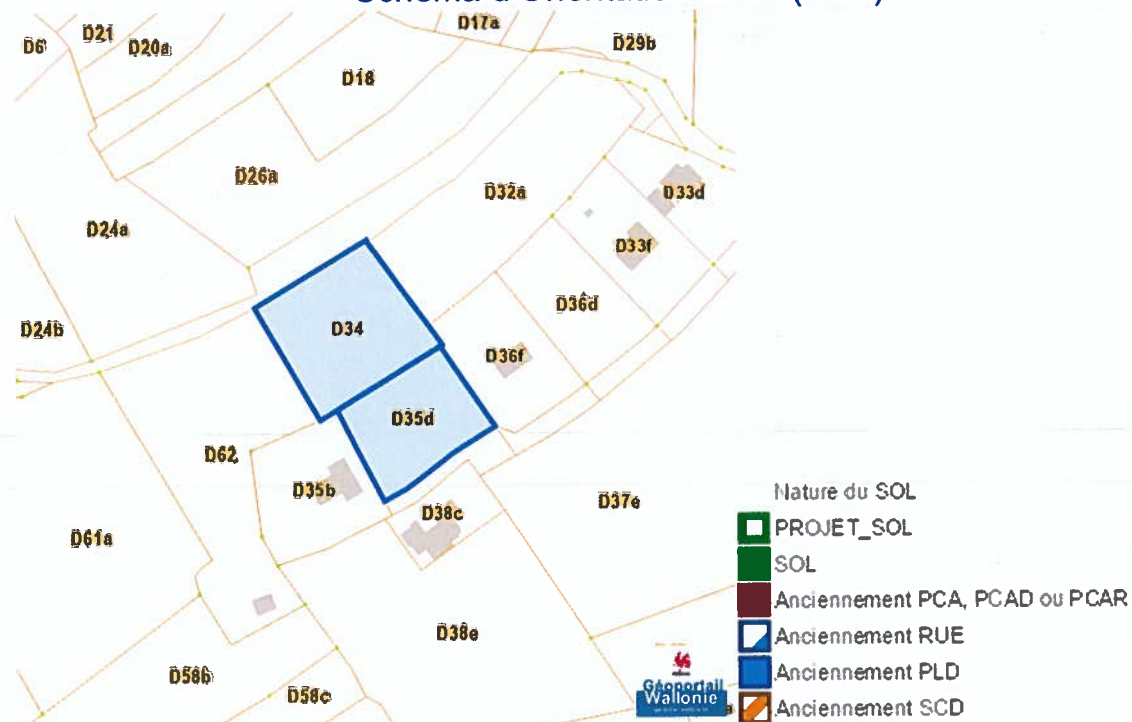 D17a
D6
D21
D20a
D29b
D18
D26a
D32a
D33d
D24a
D33f
D36d
D24b
D34
D36f
D35d
D62
D35b
D38c
D37e
D61a
D38e
D58b
D58c
Nature du SOL
PROJET_SOL
SOL
Anciennement PCA, PCAD ou PCAR
Anciennement RUE
Anciennement PLD
Anciennement SCD
Géoportail
Wallonie